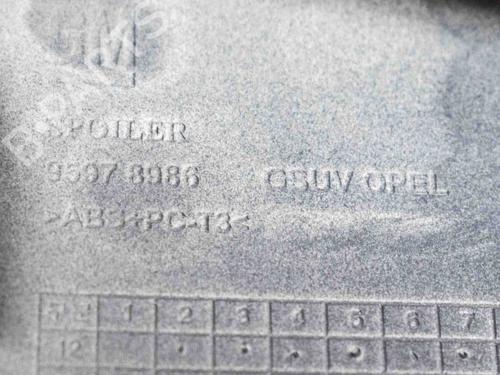 GM
SPOILER
9597 8986 GSUV OPEL
>ABS+PC-T3<
1 2 3 4 5 6 7
12